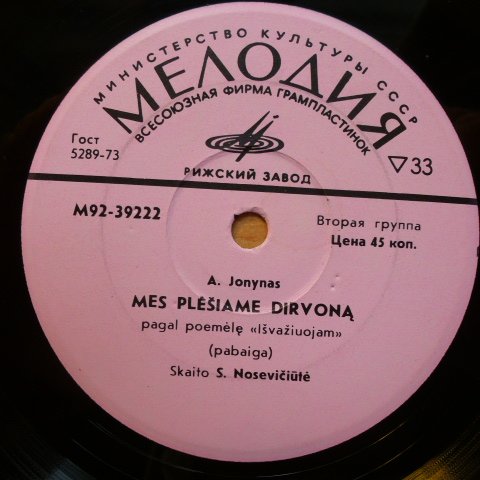 МИНИСТЕРСТВО КУЛЬТУРЫ СССР
МЕЛОДИЯ
ВСЕСОЮЗНАЯ ФИРМА ГРАМПЛАСТИНОК
Гост
5289-73
▽33
РИЖСКИЙ ЗАВОД
М92-39222
Вторая группа
Цена 45 коп.
A. Jonynas
MES PLĖŠIAME DIRVONĄ
pagal poemėlę «Išvažiuojam»
(pabaiga)
Skaito S. Nosevičiūtė